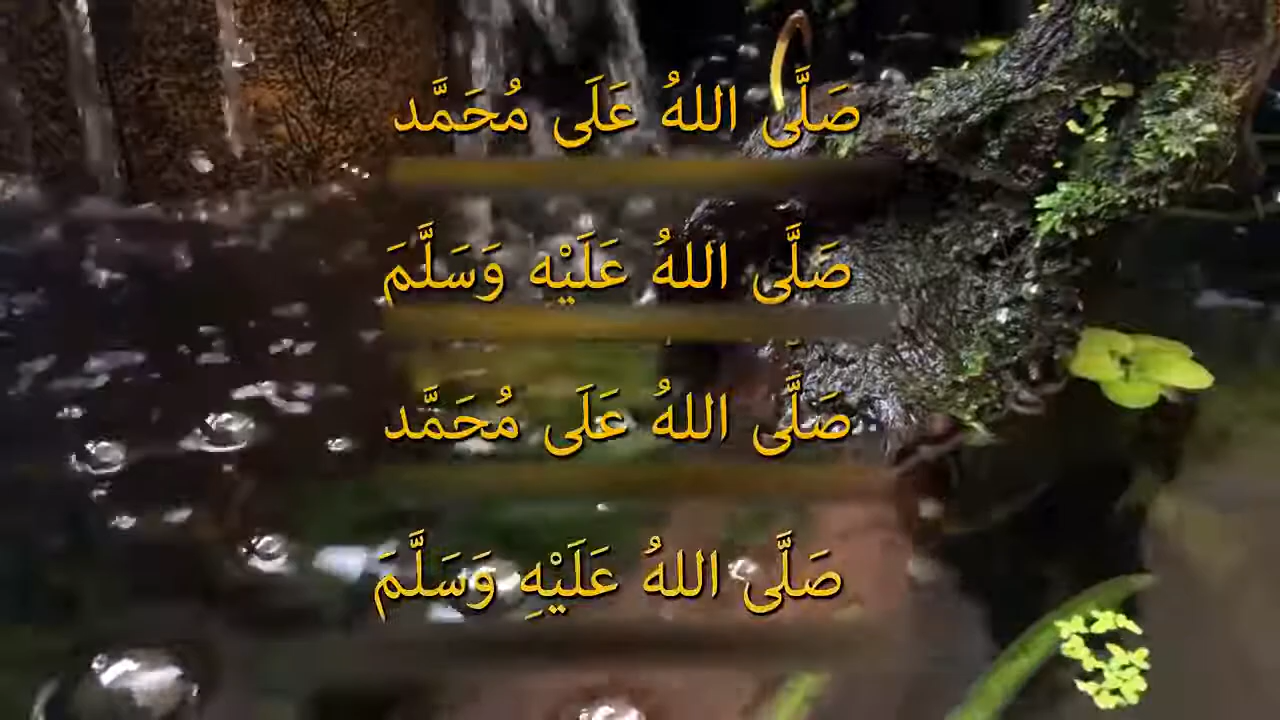 صَلَّى اللهُ عَلَى مُحَمَّد
صَلَّى اللهُ عَلَيْه وَسَلَّمَ
صَلَّى اللهُ عَلَى مُحَمَّد
صَلَّى اللهُ عَلَيْهِ وَسَلَّمَ